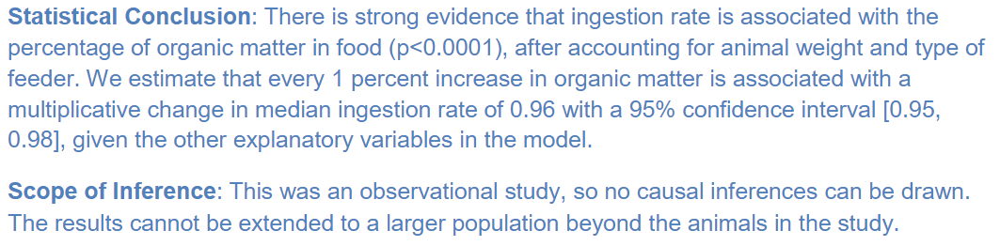 Statistical Conclusion: There is strong evidence that ingestion rate is associated with the
percentage of organic matter in food (p<0.0001), after accounting for animal weight and type of
feeder. We estimate that every 1 percent increase in organic matter is associated with a
multiplicative change in median ingestion rate of 0.96 with a 95% confidence interval [0.95,
0.98], given the other explanatory variables in the model.
Scope of Inference: This was an observational study, so no causal inferences can be drawn.
The results cannot be extended to a larger population beyond the animals in the study.